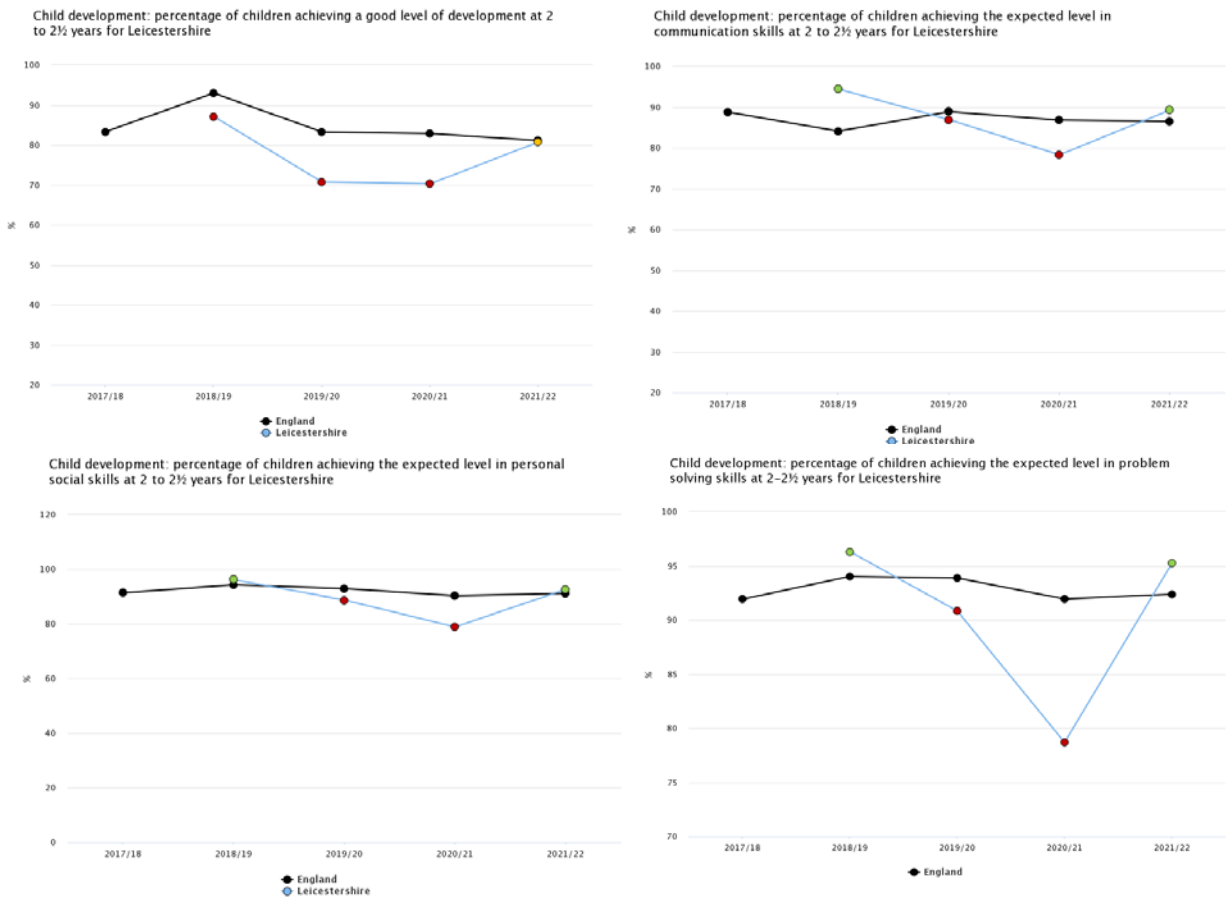 Child development: percentage of children achieving a good level of development at 2
to 2½ years for Leicestershire
100
90
80
70
60
%
50
40
30
20
2017/18 2018/19 2019/20 2020/21 2021/22
England
Leicestershire
Child development: percentage of children achieving the expected level in
communication skills at 2 to 2½ years for Leicestershire
100
90
80
70
60
%
50
40
30
20
2017/18 2018/19 2019/20 2020/21 2021/22
England
Leicestershire
Child development: percentage of children achieving the expected level in personal
social skills at 2 to 2½ years for Leicestershire
120
100
80
60
%
40
20
0
2017/18 2018/19 2019/20 2020/21 2021/22
England
Leicestershire
Child development: percentage of children achieving the expected level in problem
solving skills at 2-2½ years for Leicestershire
100
95
90
85
%
80
75
70
2017/18 2018/19 2019/20 2020/21 2021/22
England